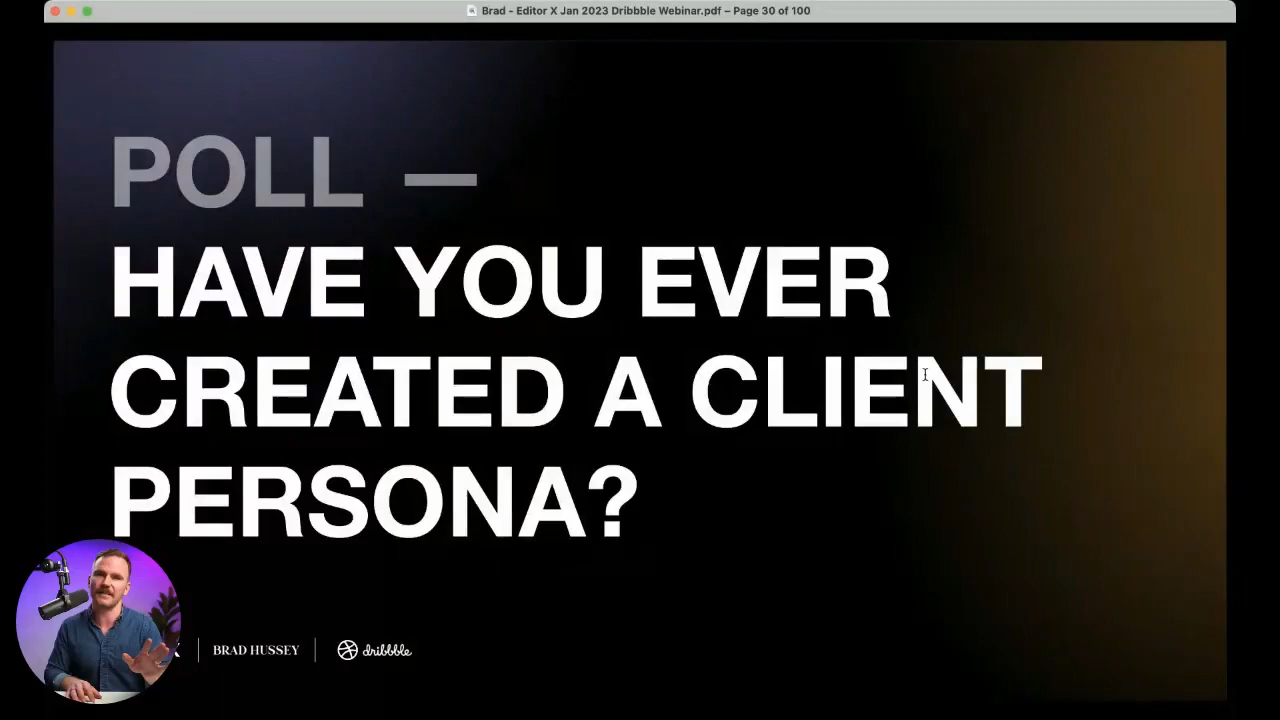 Brad - Editor X Jan 2023 Dribbble Webinar.pdf – Page 30 of 100
POLL —
HAVE YOU EVER
CREATED A CLIENT
PERSONA?
BRAD HUSSEY
dribbble